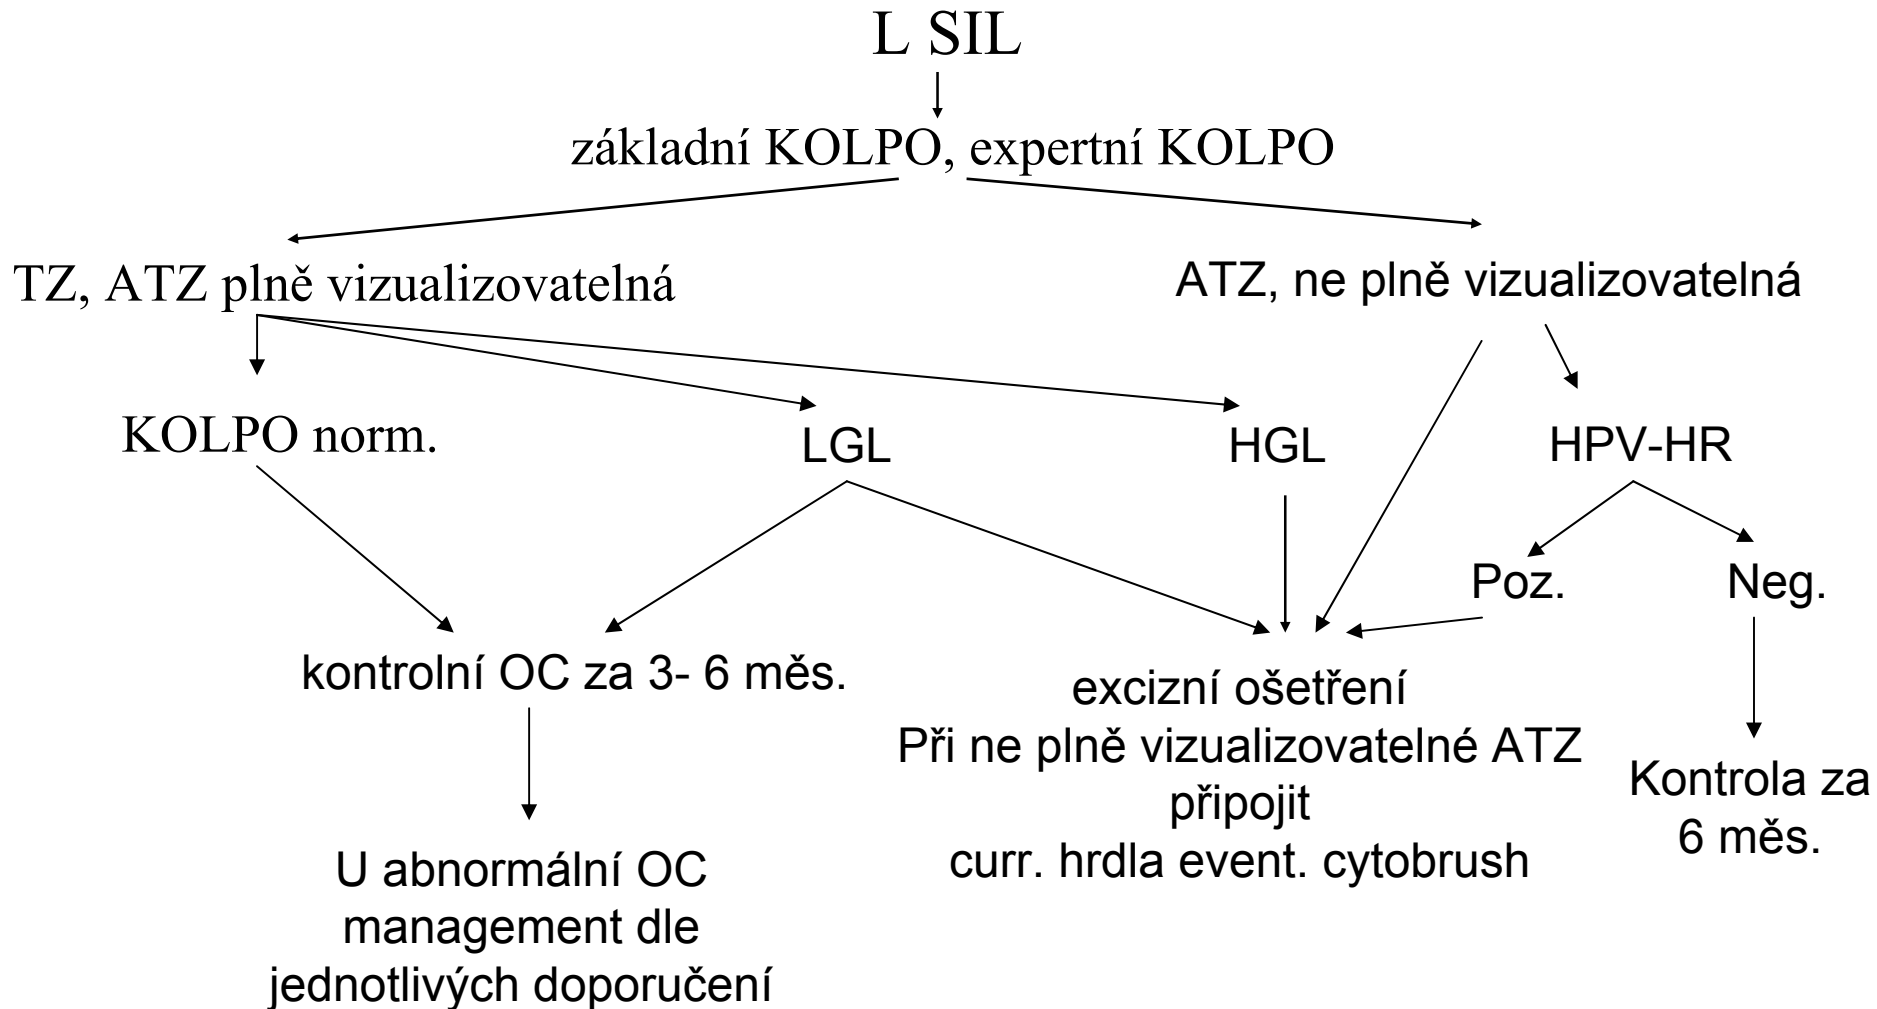 L SIL
základní KOLPO, expertní KOLPO
TZ, ATZ plně vizualizovatelná
ATZ, ne plně vizualizovatelná
KOLPO norm.
LGL
HGL
HPV-HR
Poz.
Neg.
kontrolní OC za 3- 6 měs.
excizní ošetření
Při ne plně vizualizovatelné ATZ
připojit
curr. hrdla event. cytobrush
Kontrola za
6 měs.
U abnormální OC
management dle
jednotlivých doporučení